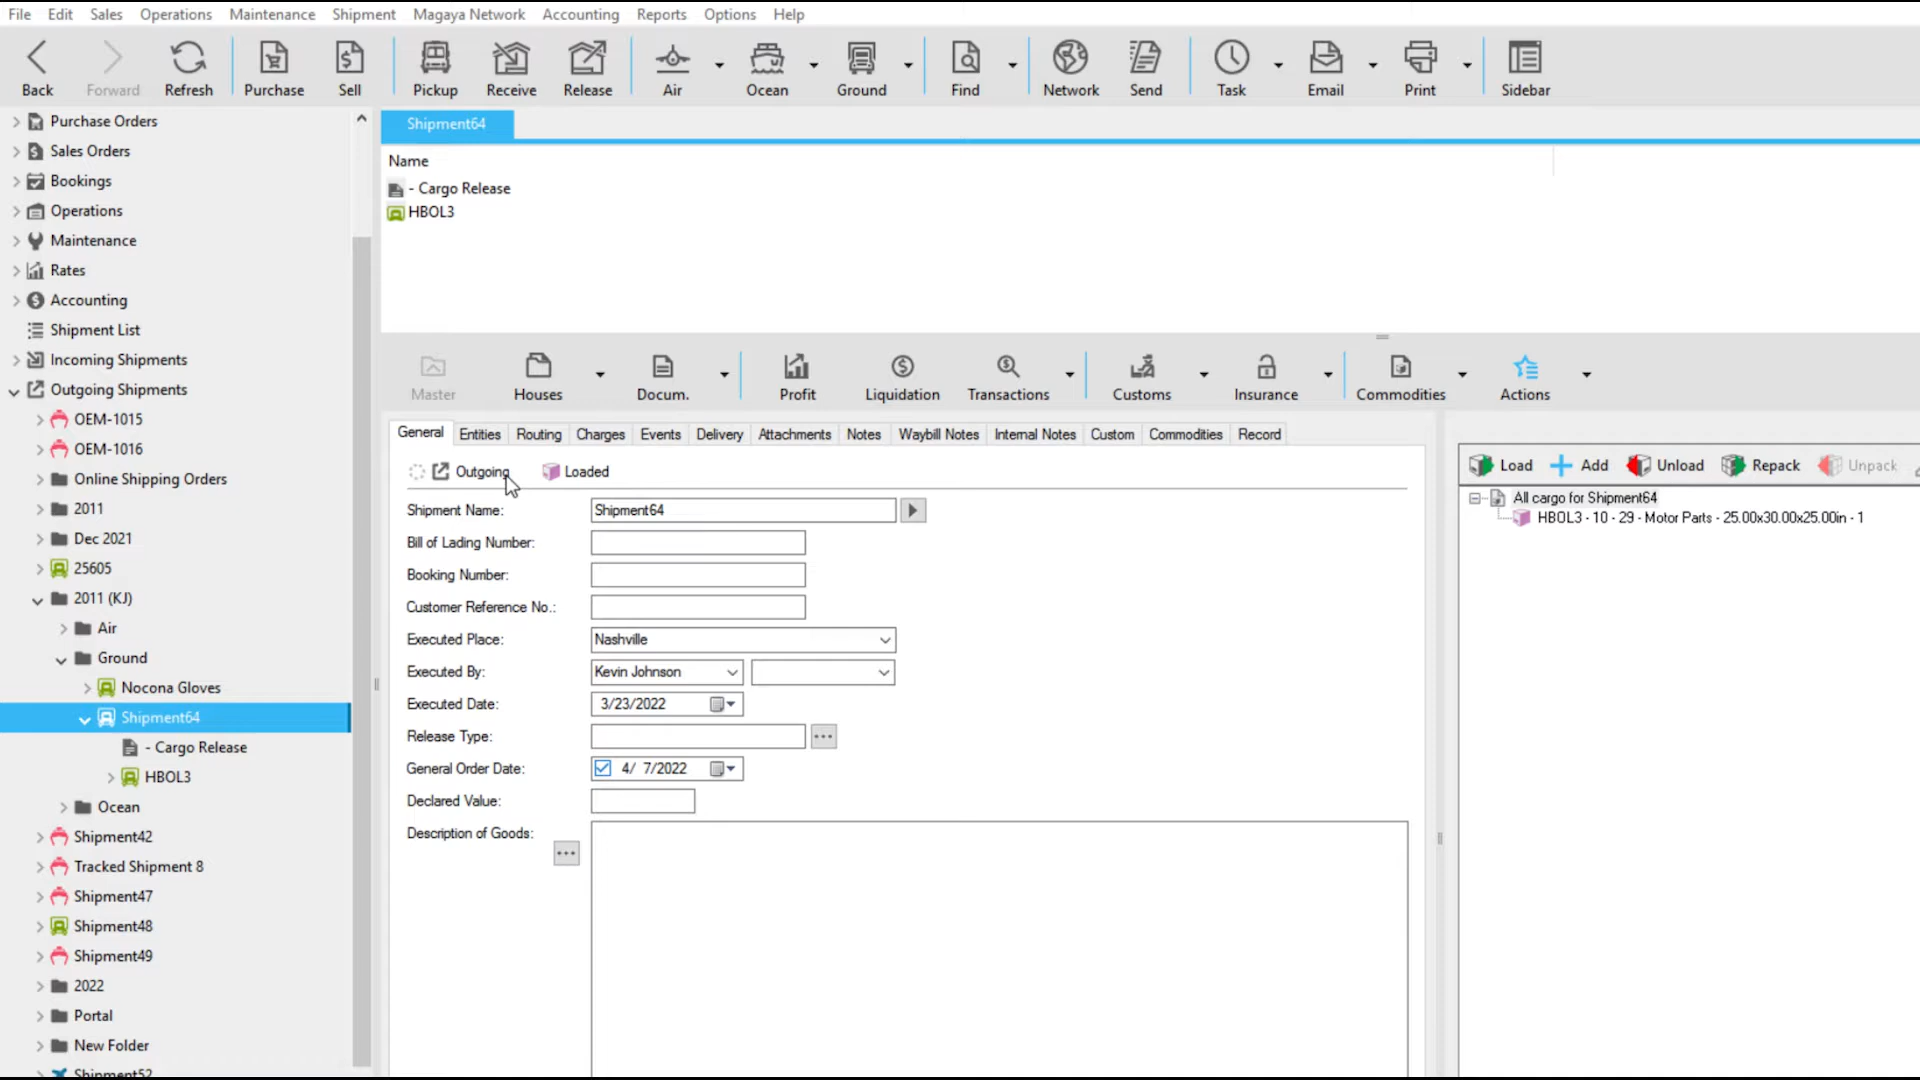 File Edit Sales Operations Maintenance Shipment Magaya Network Accounting Reports Options Help
Back Forward Refresh Purchase Sell Pickup Receive Release Air Ocean Ground Find Network Send Task Email Print Sidebar
Purchase Orders
Sales Orders
Bookings
Operations
Maintenance
Rates
Accounting
Shipment List
Incoming Shipments
Outgoing Shipments
OEM-1015
OEM-1016
Online Shipping Orders
2011
Dec 2021
25605
2011 (KJ)
Air
Ground
Nocona Gloves
Shipment64
- Cargo Release
HBOL3
Ocean
Shipment42
Tracked Shipment 8
Shipment47
Shipment48
Shipment49
2022
Portal
New Folder
Shipment52
Shipment64
Name
- Cargo Release
HBOL3
Master Houses Docum. Profit Liquidation Transactions Customs Insurance Commodities Actions
General Entities Routing Charges Events Delivery Attachments Notes Waybill Notes Internal Notes Custom Commodities Record
Outgoing Loaded
Shipment Name: Shipment64
Bill of Lading Number:
Booking Number:
Customer Reference No.:
Executed Place: Nashville
Executed By: Kevin Johnson
Executed Date: 3/23/2022
Release Type: ...
General Order Date: 4/ 7/2022
Declared Value:
Description of Goods:
...
Load Add Unload Repack Unpack
All cargo for Shipment64
HBOL3 - 10 - 29 - Motor Parts - 25.00x30.00x25.00in - 1